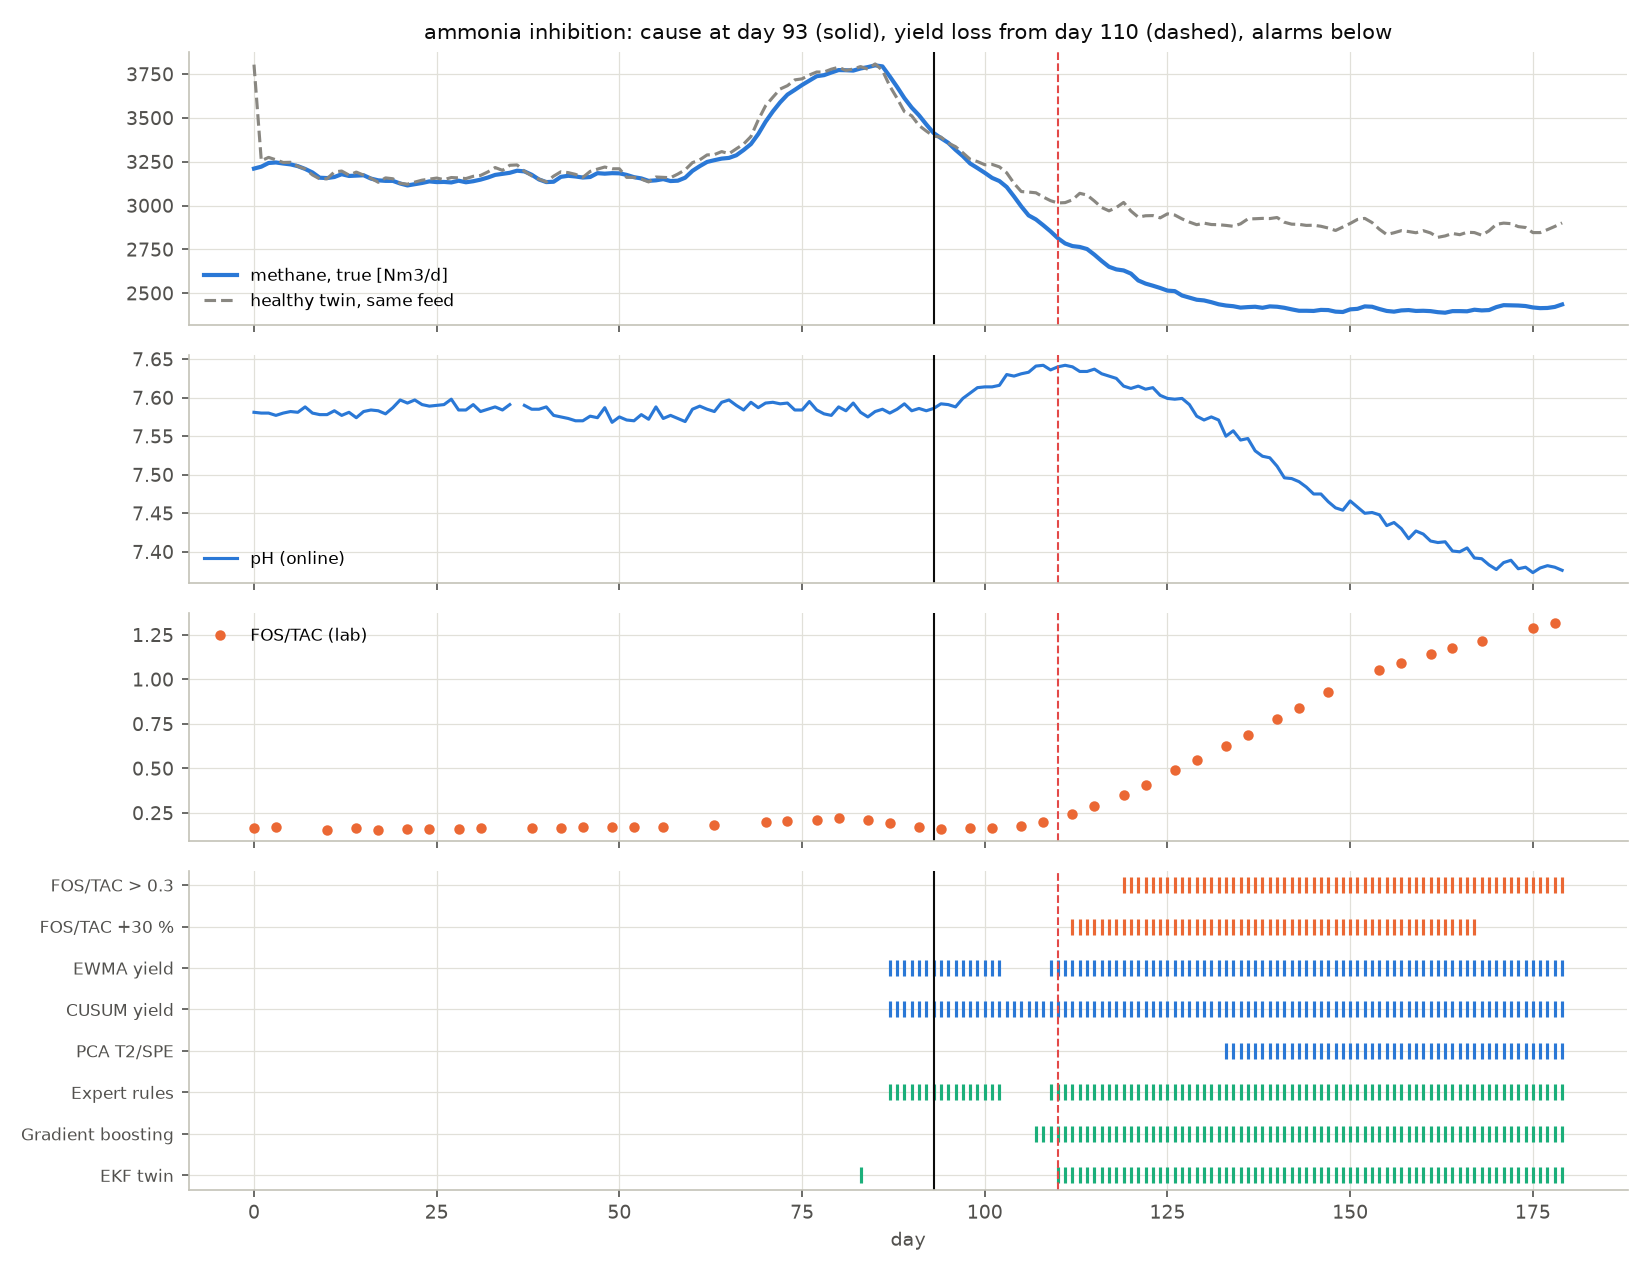 ammonia inhibition: cause at day 93 (solid), yield loss from day 110 (dashed), alarms below
3750
3500
3250
3000
2750
2500
methane, true [Nm3/d]
healthy twin, same feed
7.65
7.60
7.55
7.50
7.45
7.40
pH (online)
1.25
1.00
0.75
0.50
0.25
FOS/TAC (lab)
FOS/TAC > 0.3
FOS/TAC +30 %
EWMA yield
CUSUM yield
PCA T2/SPE
Expert rules
Gradient boosting
EKF twin
0 25 50 75 100 125 150 175
day